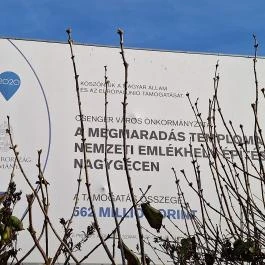 2020
KÖSZÖNJÜK A MAGYAR ÁLLAM
ÉS AZ EURÓPAI UNIÓ TÁMOGATÁSÁT
CSENGER VÁROS ÖNKORMÁNYZATA
A MEGMARADÁS TEMPLOMA
NEMZETI EMLÉKHELY ÉPÍTÉSE
NAGYGÉCEN
A TÁMOGATÁS ÖSSZEGE
562 MILLIÓ FORINT